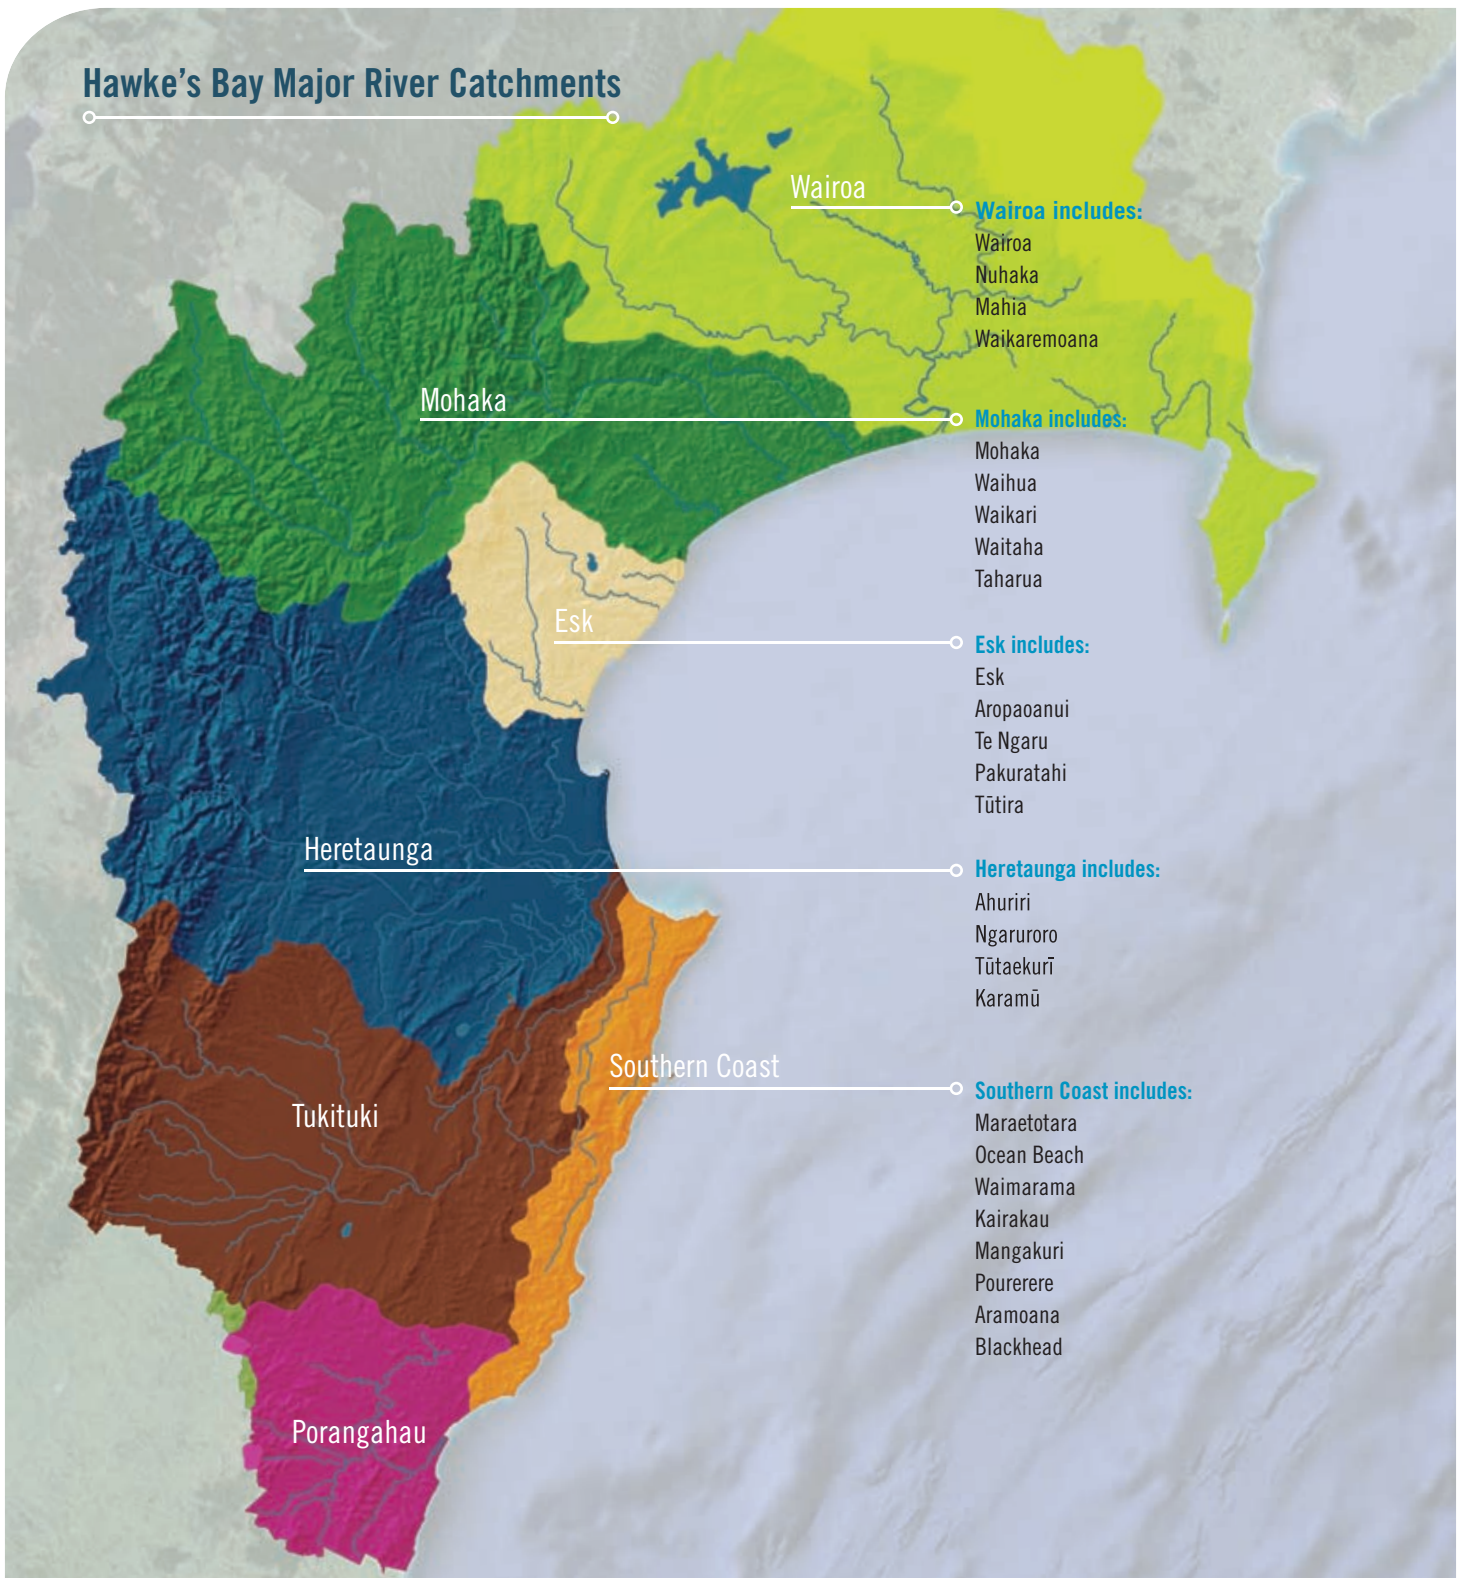 Hawke's Bay Major River Catchments
Wairoa
Wairoa includes:
Wairoa
Nuhaka
Mahia
Waikaremoana
Mohaka
Mohaka includes:
Mohaka
Waihua
Waikari
Waitaha
Taharua
Esk
Esk includes:
Esk
Aropaoanui
Te Ngaru
Pakuratahi
Tūtira
Heretaunga
Heretaunga includes:
Ahuriri
Ngaruroro
Tūtaekurī
Karamū
Southern Coast
Southern Coast includes:
Maraetotara
Ocean Beach
Waimarama
Kairakau
Mangakuri
Pourerere
Aramoana
Blackhead
Tukituki
Porangahau